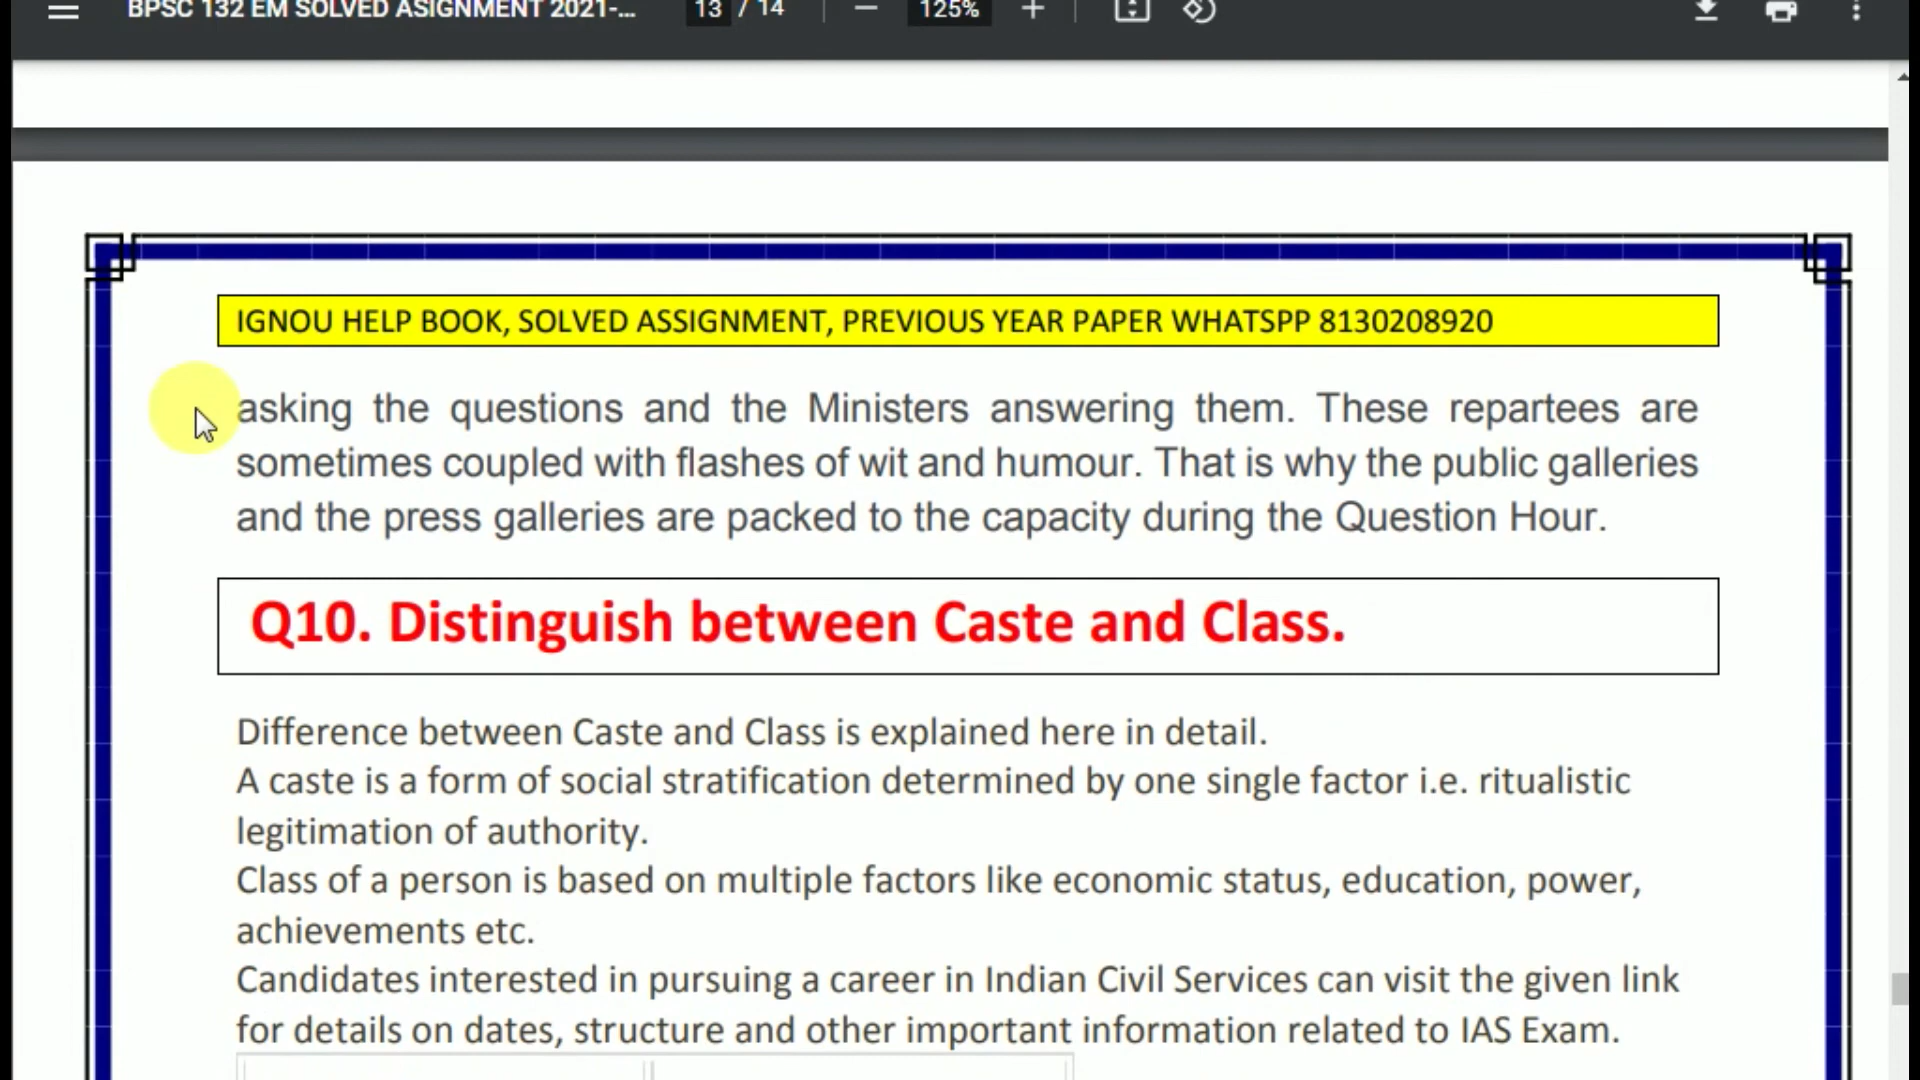 BPSC 132 EM SOLVED ASIGNMENT 2021-... 13 / 14 125%
IGNOU HELP BOOK, SOLVED ASSIGNMENT, PREVIOUS YEAR PAPER WHATSPP 8130208920
asking the questions and the Ministers answering them. These repartees are
sometimes coupled with flashes of wit and humour. That is why the public galleries
and the press galleries are packed to the capacity during the Question Hour.
Q10. Distinguish between Caste and Class.
Difference between Caste and Class is explained here in detail.
A caste is a form of social stratification determined by one single factor i.e. ritualistic
legitimation of authority.
Class of a person is based on multiple factors like economic status, education, power,
achievements etc.
Candidates interested in pursuing a career in Indian Civil Services can visit the given link
for details on dates, structure and other important information related to IAS Exam.